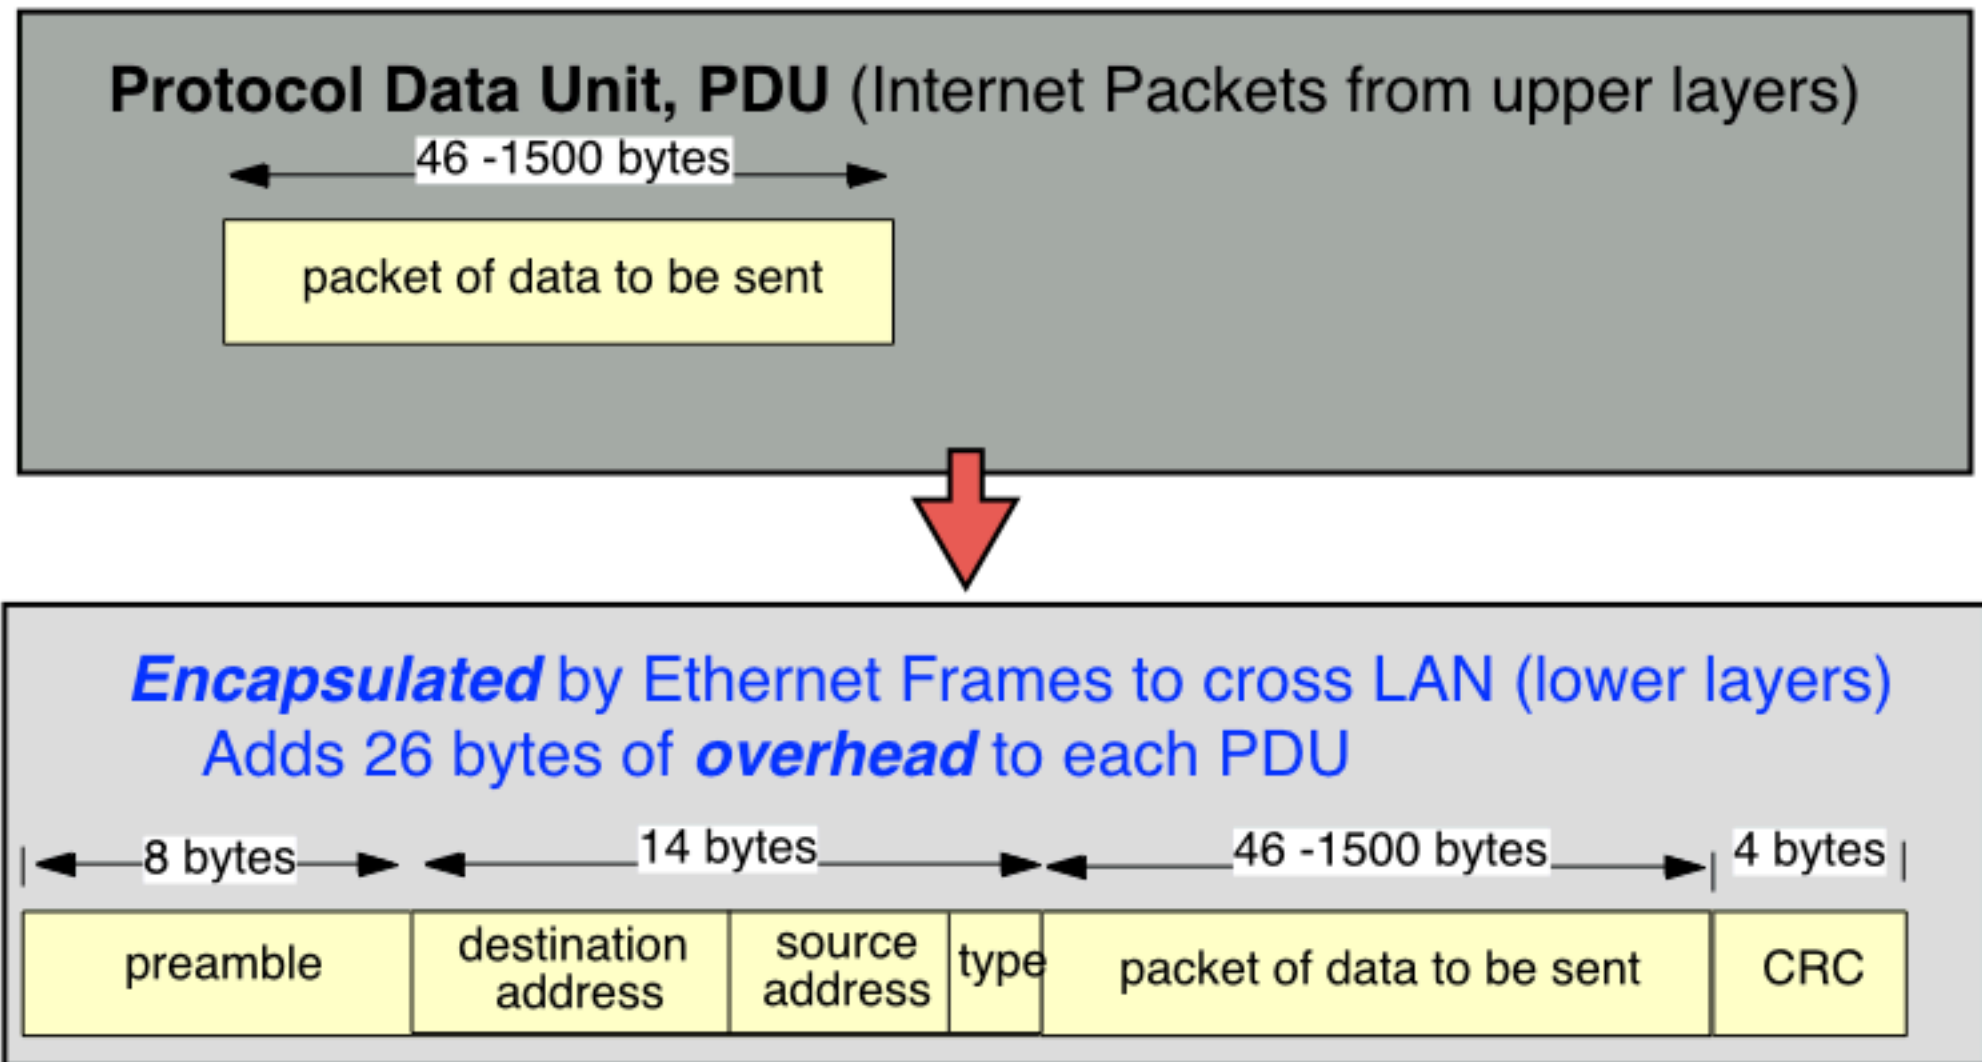 Protocol Data Unit, PDU (Internet Packets from upper layers)
46 -1500 bytes
packet of data to be sent
Encapsulated by Ethernet Frames to cross LAN (lower layers)
Adds 26 bytes of overhead to each PDU
8 bytes
14 bytes
46 -1500 bytes
4 bytes
preamble
destination
address
source
address
type
packet of data to be sent
CRC